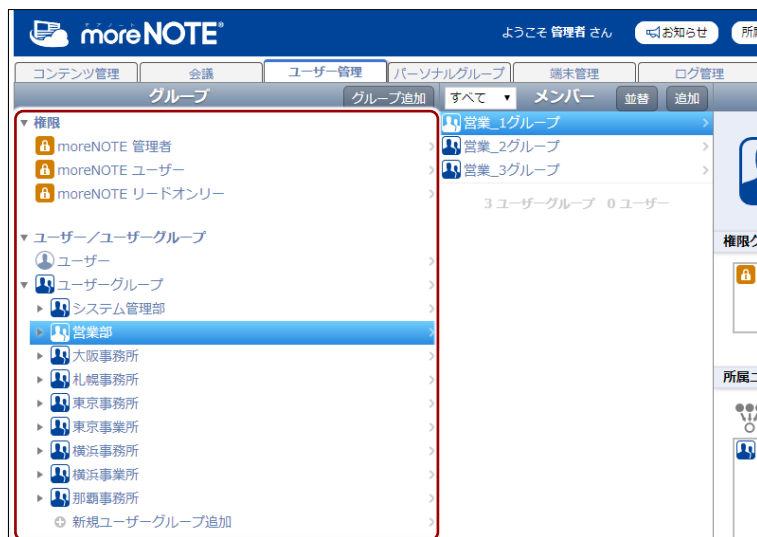 モアノート
moreNOTE®
ようこそ 管理者 さん
お知らせ
所属
コンテンツ管理
会議
ユーザー管理
パーソナルグループ
端末管理
ログ管理
グループ
グループ追加
すべて
メンバー
並替
追加
権限
moreNOTE 管理者
moreNOTE ユーザー
moreNOTE リードオンリー
ユーザー／ユーザーグループ
ユーザー
ユーザーグループ
システム管理部
営業部
大阪事務所
札幌事務所
東京事務所
東京事業所
横浜事務所
横浜事業所
那覇事務所
新規ユーザーグループ追加
営業_1グループ
営業_2グループ
営業_3グループ
3 ユーザーグループ 0 ユーザー
権限グ
所属ユ